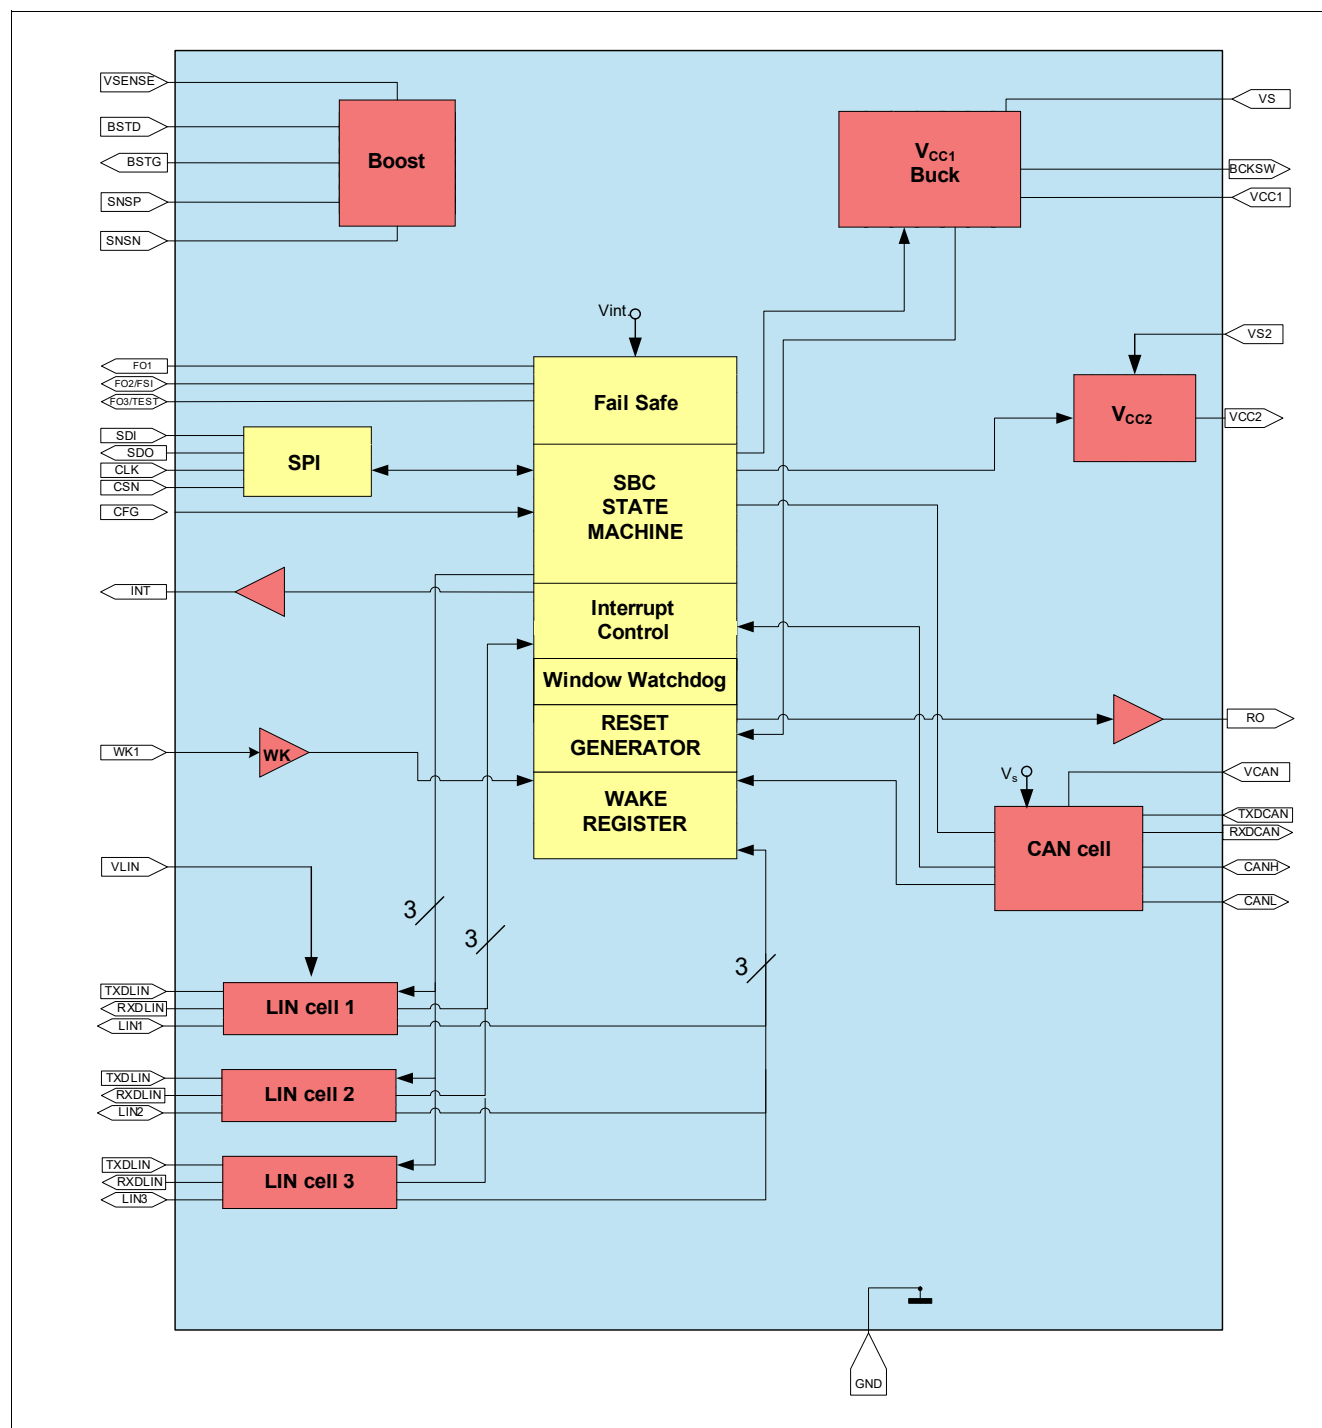 VSENSE
BSTD
BSTG
SNSP
SNSN
Boost
VCC1
Buck
VS
BCKSW
VCC1
Vint.
VS2
VCC2
VCC2
FO1
FO2/FSI
FO3/TEST
Fail Safe
SDI
SDO
CLK
CSN
CFG
SPI
SBC
STATE
MACHINE
INT
Interrupt
Control
Window Watchdog
RESET
GENERATOR
RO
WK1
WK
WAKE
REGISTER
Vs
VCAN
TXDCAN
RXDCAN
CANH
CANL
CAN cell
VLIN
3
3
3
TXDLIN
RXDLIN
LIN1
LIN cell 1
TXDLIN
RXDLIN
LIN2
LIN cell 2
TXDLIN
RXDLIN
LIN3
LIN cell 3
GND